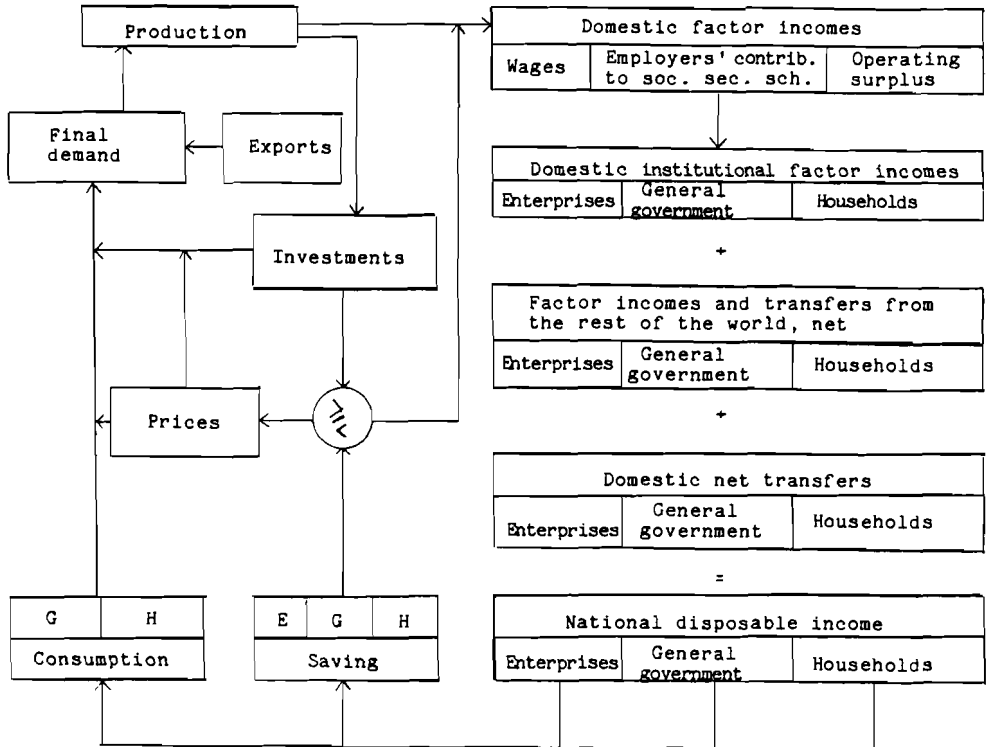 Production
Final
demand
Exports
Investments
Prices
≷
G H
Consumption
E G H
Saving
Domestic factor incomes
Wages
Employers' contrib.
to soc. sec. sch.
Operating
surplus
Domestic institutional factor incomes
Enterprises
General
government
Households
+
Factor incomes and transfers from
the rest of the world, net
Enterprises
General
government
Households
+
Domestic net transfers
Enterprises
General
government
Households
=
National disposable income
Enterprises
General
government
Households